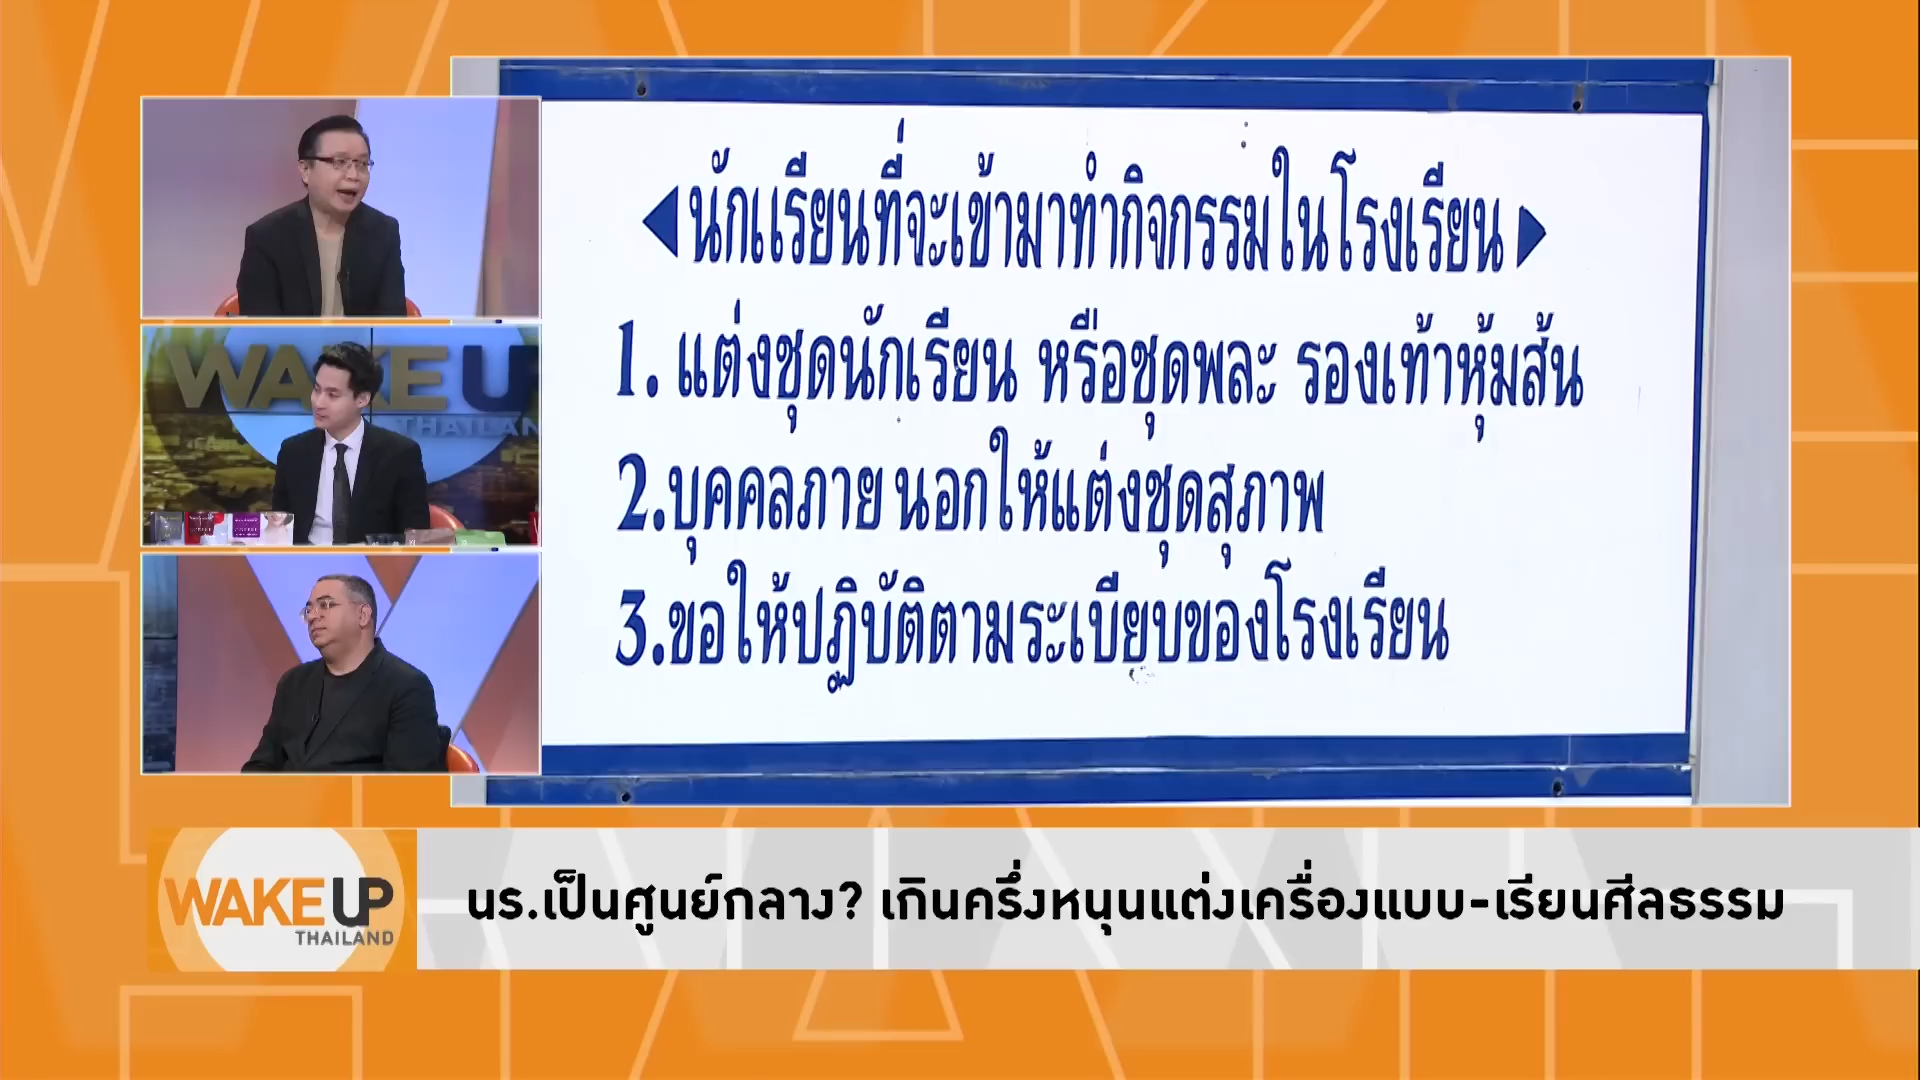 นักเเรียนที่จะเข้ามาทำกิจกรรมในโรงเรียน
1. แต่งชุดนักเรียน หรือชุดพละ รองเท้าหุ้มส้น
2.บุคคลภาย นอกให้แต่งชุดสุภาพ
3.ขอให้ปฏิบัติตามระเบียบของโรงเรียน
WAKE UP
THAILAN
WAKE UP
THAILAND
นร.เป็นศูนย์กลาง? เกินครึ่งหนุนแต่งเครื่องแบบ-เรียนศีลธรรม